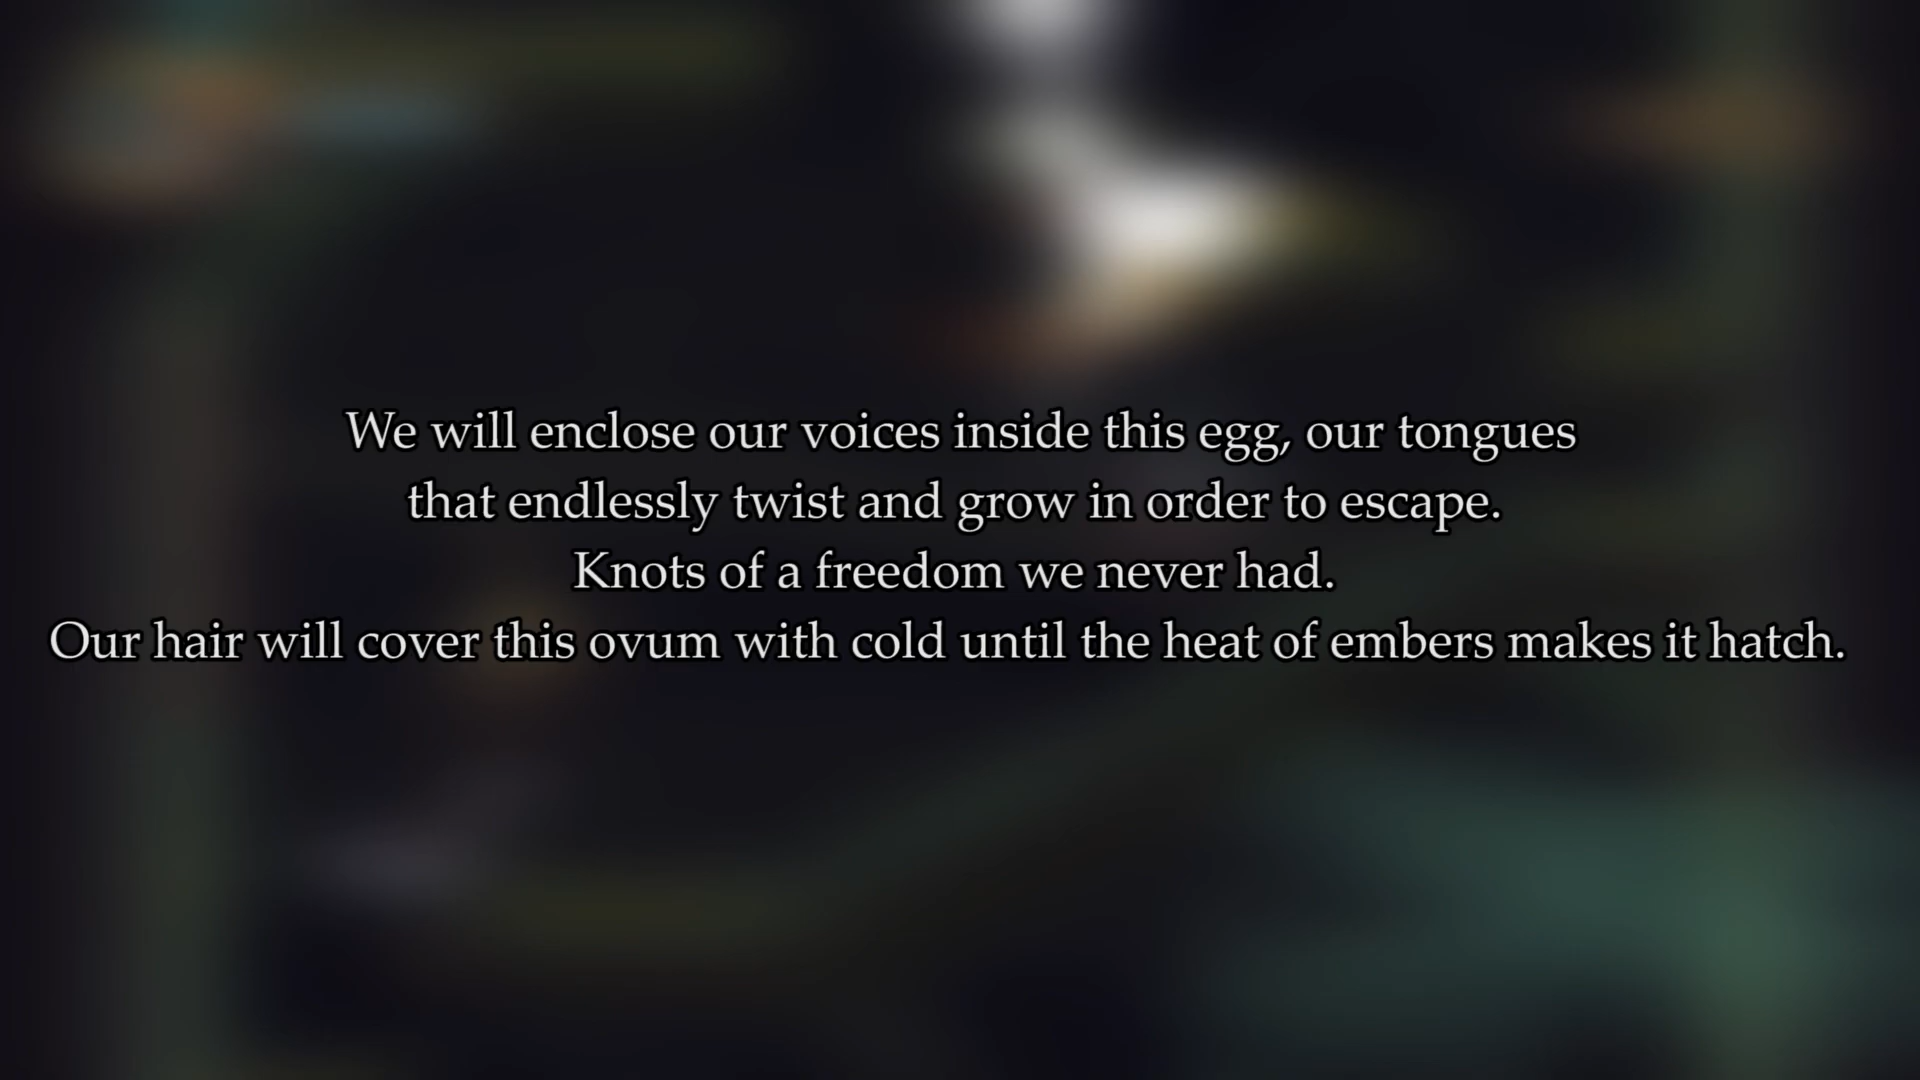 We will enclose our voices inside this egg, our tongues
that endlessly twist and grow in order to escape.
Knots of a freedom we never had.
Our hair will cover this ovum with cold until the heat of embers makes it hatch.